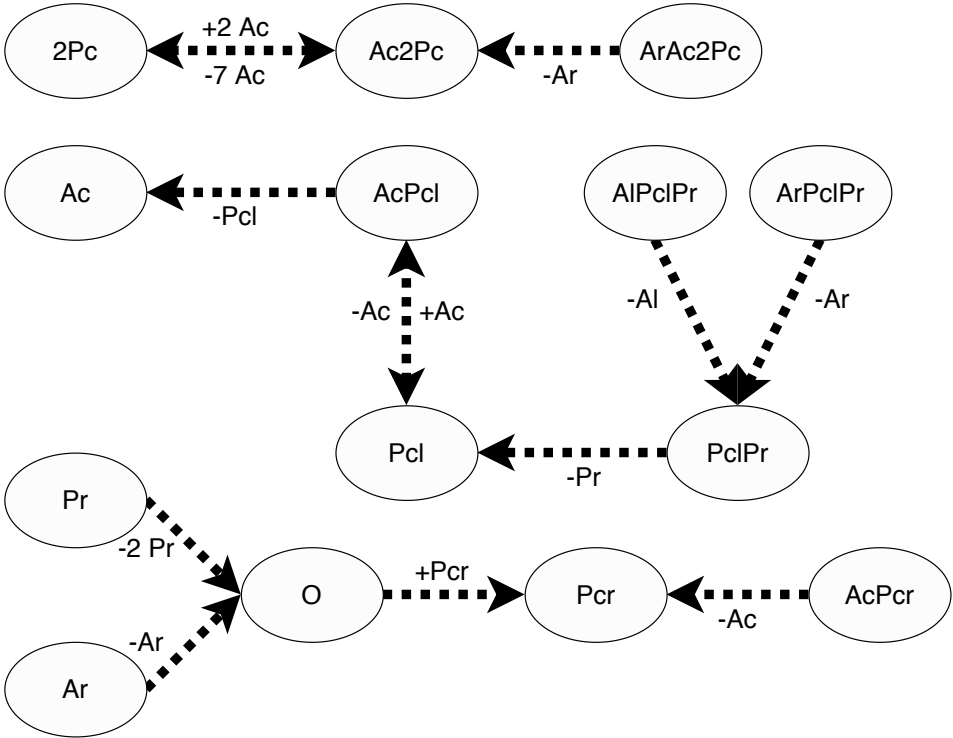 +2 Ac
2Pc
Ac2Pc
ArAc2Pc
-7 Ac
-Ar
Ac
AcPcl
AlPclPr
ArPclPr
-Pcl
-Al
-Ar
-Ac
+Ac
Pcl
PclPr
-Pr
Pr
-2 Pr
+Pcr
O
Pcr
AcPcr
-Ac
-Ar
Ar